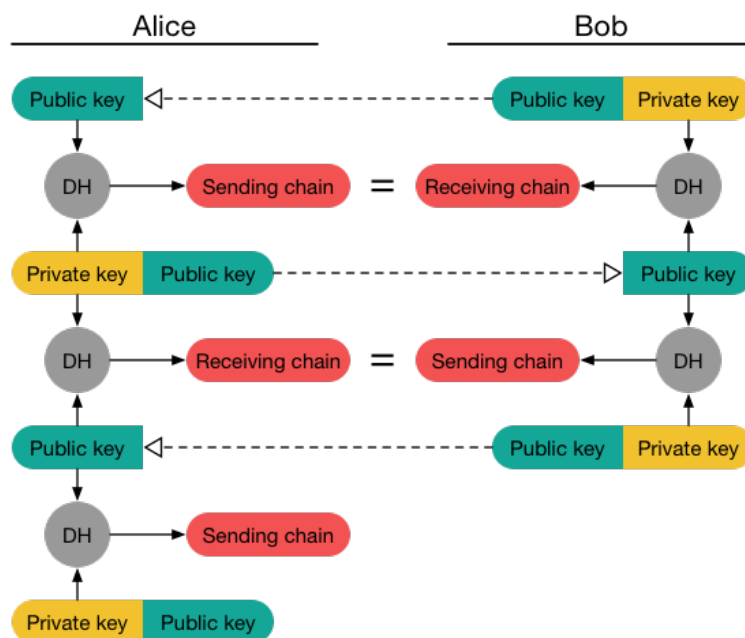 Alice Bob
Public key Public key Private key
DH Sending chain = Receiving chain DH
Private key Public key Public key
DH Receiving chain = Sending chain DH
Public key Public key Private key
DH Sending chain
Private key Public key